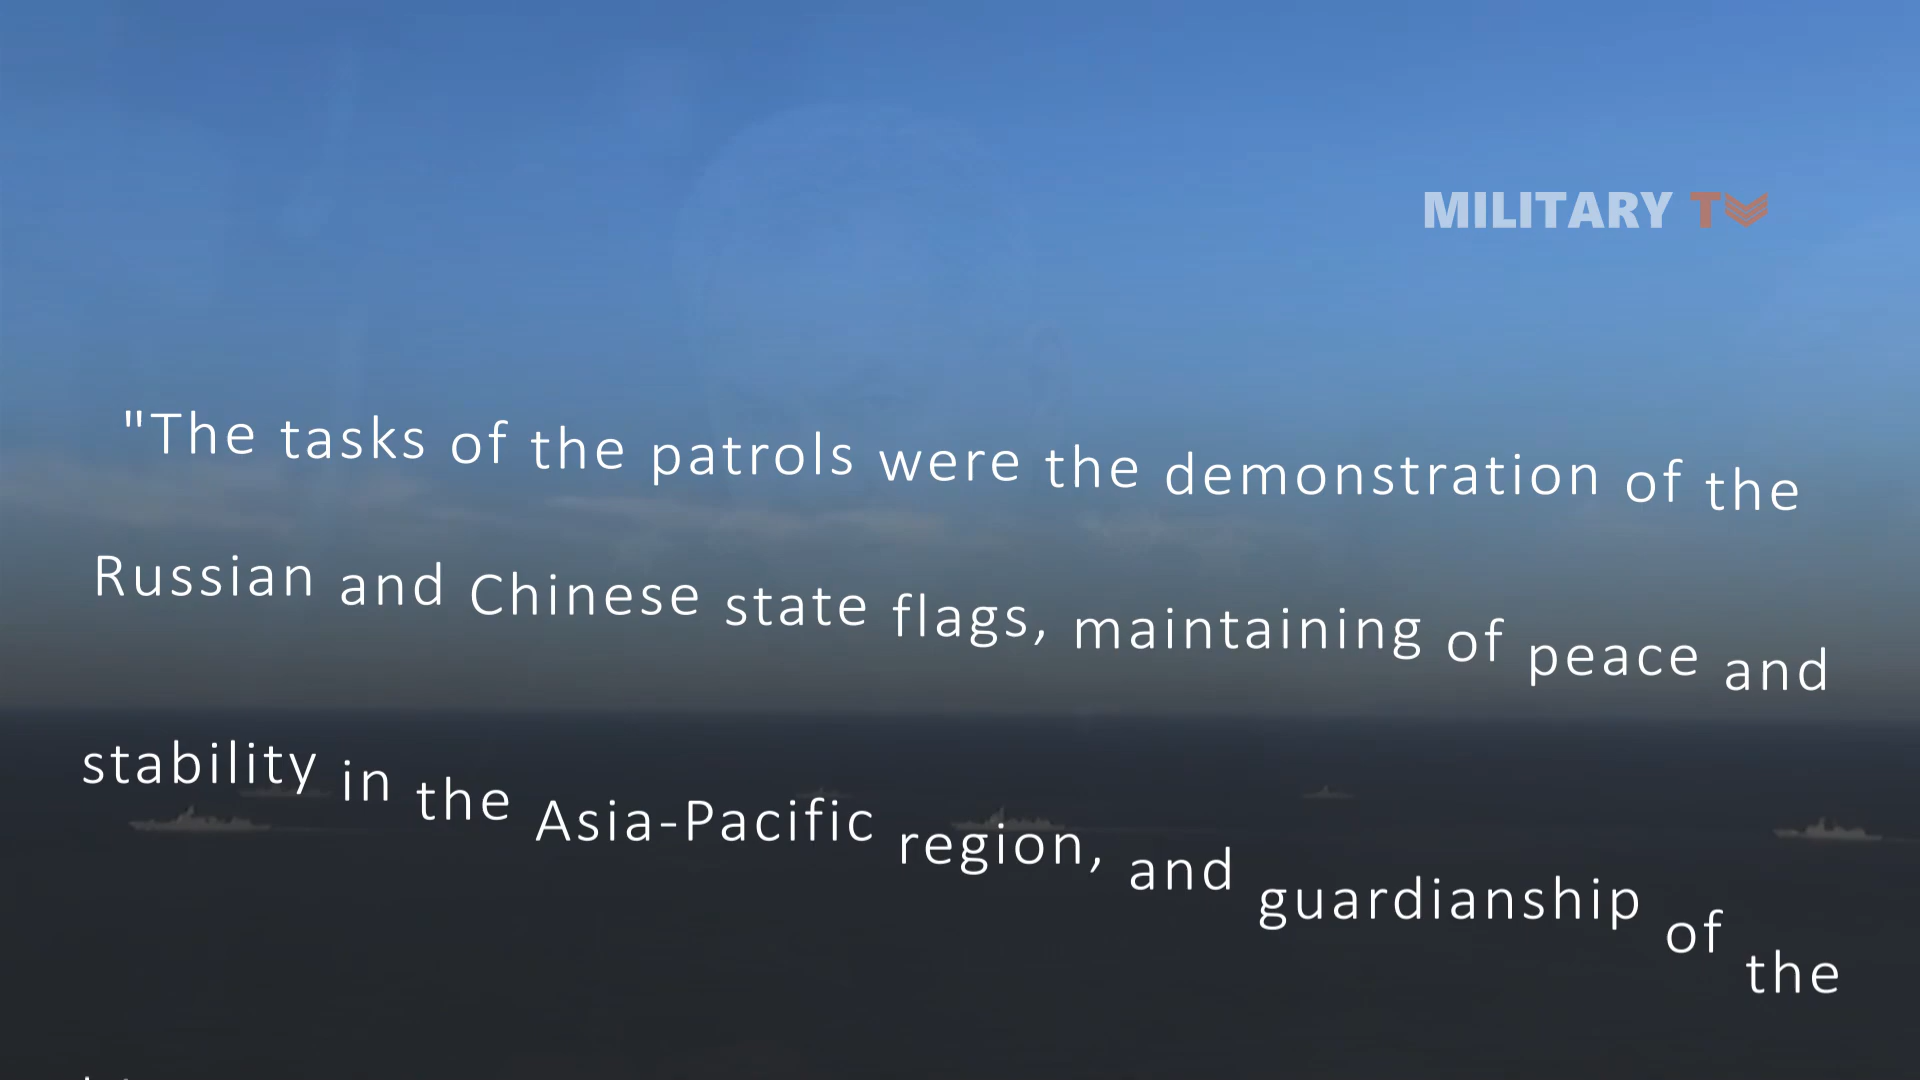 MILITARY TV
"The tasks of the patrols were the demonstration of the
Russian and Chinese state flags, maintaining of peace and
stability in the Asia-Pacific region, and guardianship of the